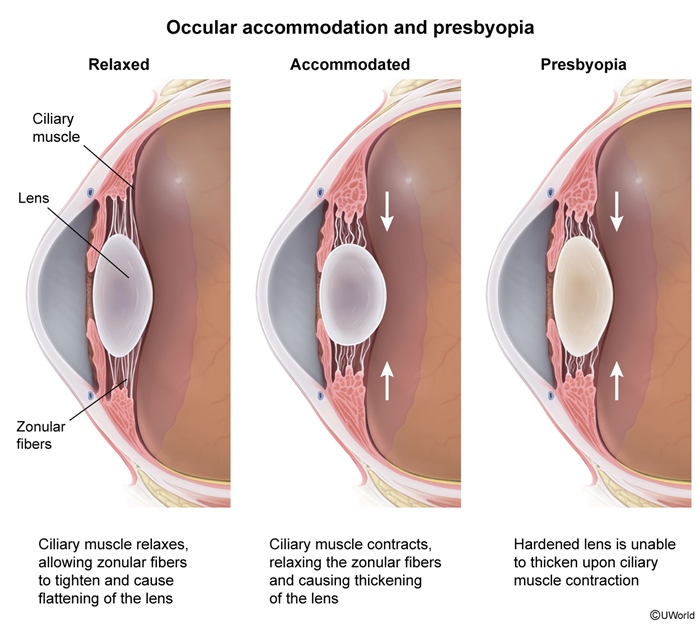 Occular accommodation and presbyopia
Relaxed
Accommodated
Presbyopia
Ciliary
muscle
Lens
Zonular
fibers
Ciliary muscle relaxes,
allowing zonular fibers
to tighten and cause
flattening of the lens
Ciliary muscle contracts,
relaxing the zonular fibers
and causing thickening
of the lens
Hardened lens is unable
to thicken upon ciliary
muscle contraction
©UWorld